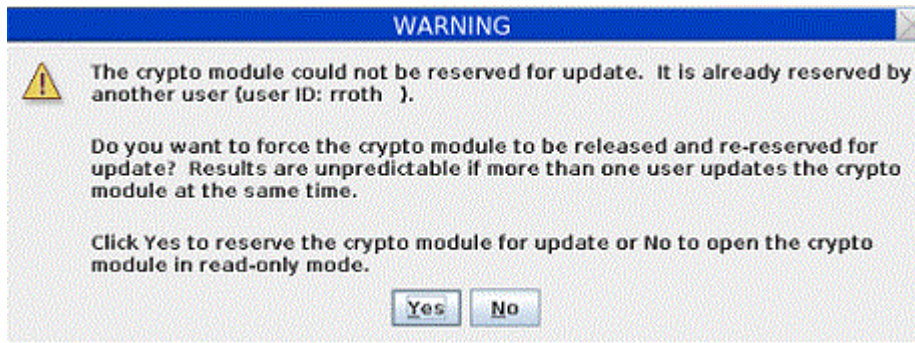 WARNING
The crypto module could not be reserved for update. It is already reserved by
another user (user ID: rroth ).
Do you want to force the crypto module to be released and re-reserved for
update? Results are unpredictable if more than one user updates the crypto
module at the same time.
Click Yes to reserve the crypto module for update or No to open the crypto
module in read-only mode.
Yes No